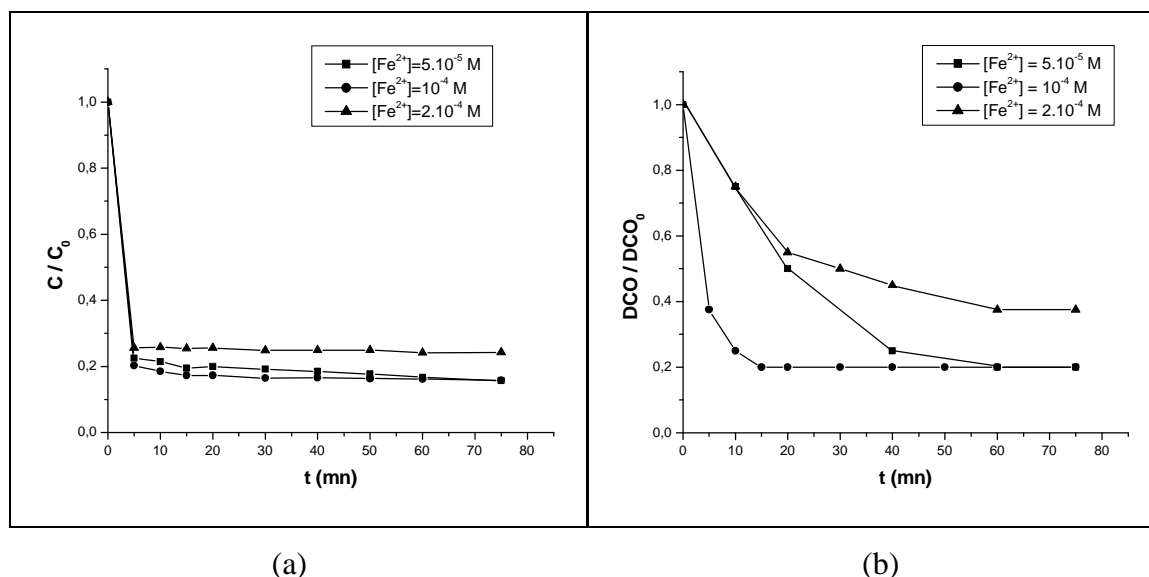 [Fe²⁺]=5.10⁻⁵ M
[Fe²⁺]=10⁻⁴ M
[Fe²⁺]=2.10⁻⁴ M
1,0
0,8
0,6
0,4
0,2
0,0
C / C₀
0 10 20 30 40 50 60 70 80
t (mn)
[Fe²⁺] = 5.10⁻⁵ M
[Fe²⁺] = 10⁻⁴ M
[Fe²⁺] = 2.10⁻⁴ M
1,0
0,8
0,6
0,4
0,2
0,0
DCO / DCO₀
0 10 20 30 40 50 60 70 80
t (mn)
(a)
(b)